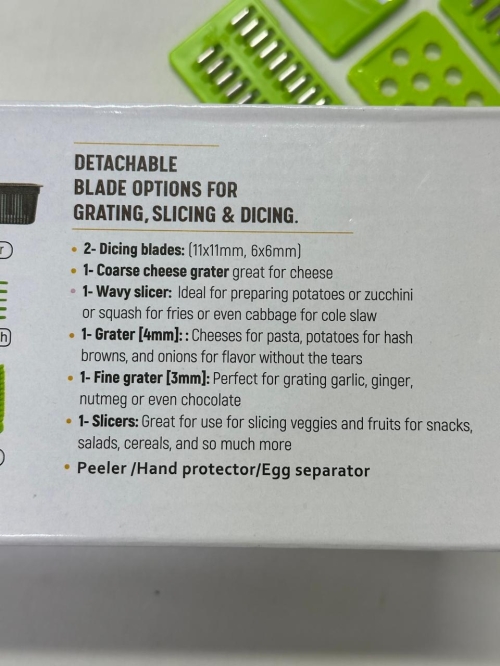 DETACHABLE
BLADE OPTIONS FOR
GRATING, SLICING & DICING.
• 2- Dicing blades: (11x11mm, 6x6mm)
• 1- Coarse cheese grater great for cheese
• 1- Wavy slicer: Ideal for preparing potatoes or zucchini
or squash for fries or even cabbage for cole slaw
• 1- Grater [4mm]: : Cheeses for pasta, potatoes for hash
browns, and onions for flavor without the tears
• 1- Fine grater [3mm]: Perfect for grating garlic, ginger,
nutmeg or even chocolate
• 1- Slicers: Great for use for slicing veggies and fruits for snacks,
salads, cereals, and so much more
• Peeler /Hand protector/Egg separator